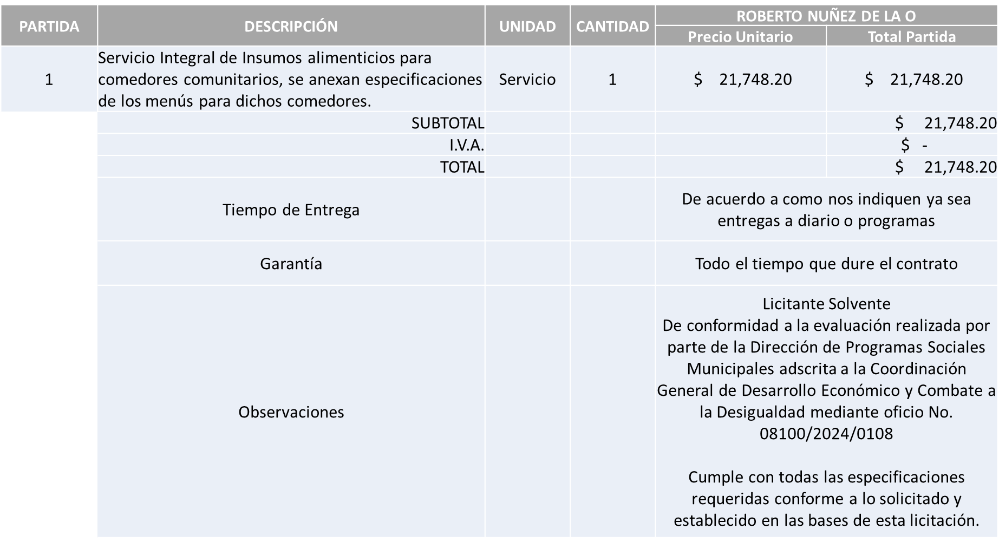 PARTIDA DESCRIPCIÓN UNIDAD CANTIDAD ROBERTO NUÑEZ DE LA O
Precio Unitario Total Partida
Servicio Integral de Insumos alimenticios para
1 comedores comunitarios, se anexan especificaciones Servicio 1 $ 21,748.20 $ 21,748.20
de los menús para dichos comedores.
SUBTOTAL $ 21,748.20
I.V.A. $ -
TOTAL $ 21,748.20
Tiempo de Entrega
De acuerdo a como nos indiquen ya sea
entregas a diario o programas
Garantía Todo el tiempo que dure el contrato
Observaciones
Licitante Solvente
De conformidad a la evaluación realizada por
parte de la Dirección de Programas Sociales
Municipales adscrita a la Coordinación
General de Desarrollo Económico y Combate a
la Desigualdad mediante oficio No.
08100/2024/0108
Cumple con todas las especificaciones
requeridas conforme a lo solicitado y
establecido en las bases de esta licitación.